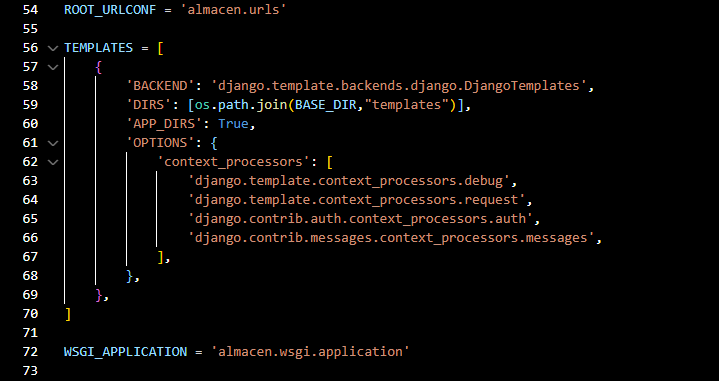 54 ROOT_URLCONF = 'almacen.urls'
55
56 TEMPLATES = [
57     {
58         'BACKEND': 'django.template.backends.django.DjangoTemplates',
59         'DIRS': [os.path.join(BASE_DIR,"templates")],
60         'APP_DIRS': True,
61         'OPTIONS': {
62             'context_processors': [
63                 'django.template.context_processors.debug',
64                 'django.template.context_processors.request',
65                 'django.contrib.auth.context_processors.auth',
66                 'django.contrib.messages.context_processors.messages',
67             ],
68         },
69     },
70 ]
71
72 WSGI_APPLICATION = 'almacen.wsgi.application'
73